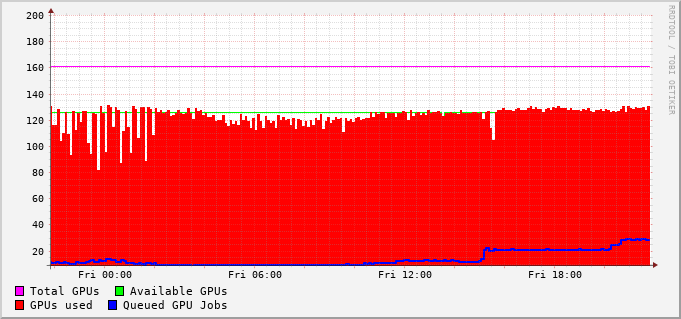 200
180
160
140
120
100
80
60
40
20
Fri 00:00 Fri 06:00 Fri 12:00 Fri 18:00
Total GPUs Available GPUs
GPUs used Queued GPU Jobs
RRDTOOL / TOBI OETIKER